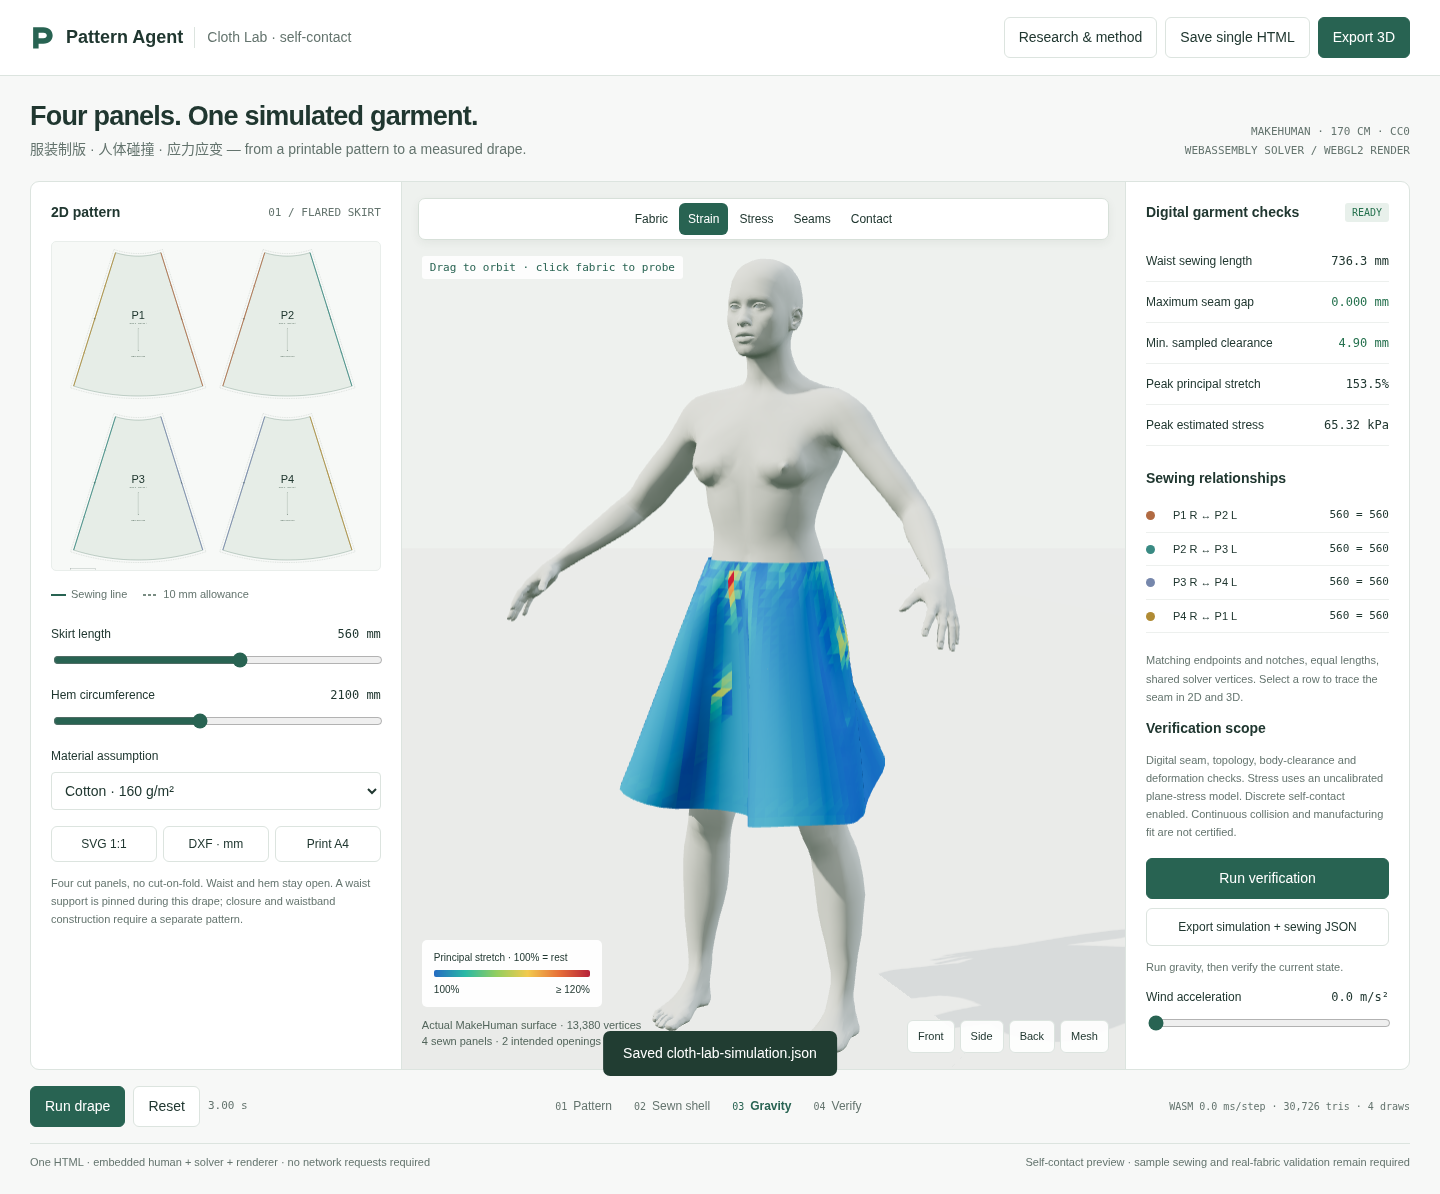 Pattern Agent
Cloth Lab · self-contact
Research & method
Save single HTML
Export 3D
Four panels. One simulated garment.
服装制版 · 人体碰撞 · 应力应变 — from a printable pattern to a measured drape.
MAKEHUMAN · 170 CM · CC0
WEBASSEMBLY SOLVER / WEBGL2 RENDER
2D pattern
01 / FLARED SKIRT
P1
P2
P3
P4
Sewing line
10 mm allowance
Skirt length
560 mm
Hem circumference
2100 mm
Material assumption
Cotton · 160 g/m²
SVG 1:1
DXF · mm
Print A4
Four cut panels, no cut-on-fold. Waist and hem stay open. A waist
support is pinned during this drape; closure and waistband
construction require a separate pattern.
Fabric
Strain
Stress
Seams
Contact
Drag to orbit · click fabric to probe
Principal stretch · 100% = rest
100%
≥ 120%
Actual MakeHuman surface · 13,380 vertices
4 sewn panels · 2 intended openings
Front
Side
Back
Mesh
Saved cloth-lab-simulation.json
Digital garment checks
READY
Waist sewing length
736.3 mm
Maximum seam gap
0.000 mm
Min. sampled clearance
4.90 mm
Peak principal stretch
153.5%
Peak estimated stress
65.32 kPa
Sewing relationships
P1 R ↔ P2 L
560 = 560
P2 R ↔ P3 L
560 = 560
P3 R ↔ P4 L
560 = 560
P4 R ↔ P1 L
560 = 560
Matching endpoints and notches, equal lengths,
shared solver vertices. Select a row to trace the
seam in 2D and 3D.
Verification scope
Digital seam, topology, body-clearance and
deformation checks. Stress uses an uncalibrated
plane-stress model. Discrete self-contact
enabled. Continuous collision and manufacturing
fit are not certified.
Run verification
Export simulation + sewing JSON
Run gravity, then verify the current state.
Wind acceleration
0.0 m/s²
Run drape
Reset
3.00 s
01 Pattern
02 Sewn shell
03 Gravity
04 Verify
WASM 0.0 ms/step · 30,726 tris · 4 draws
One HTML · embedded human + solver + renderer · no network requests required
Self-contact preview · sample sewing and real-fabric validation remain required